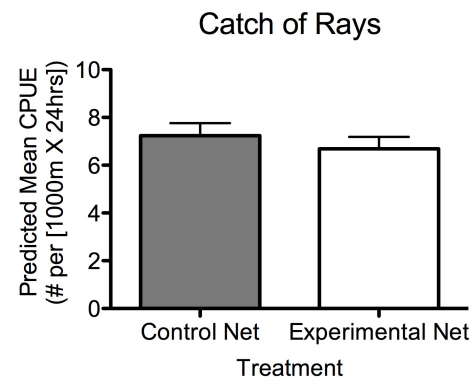 Catch of Rays
Predicted Mean CPUE
(# per [1000m X 24hrs])
10
8
6
4
2
0
Control Net
Experimental Net
Treatment